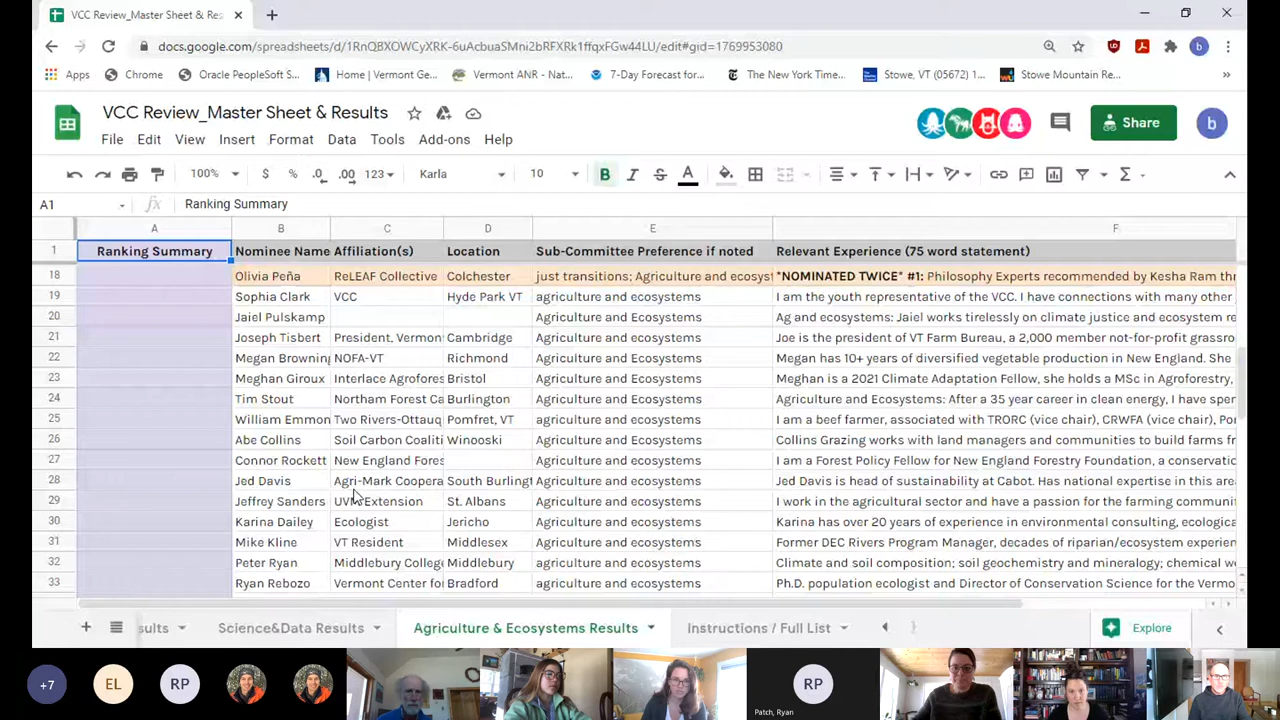 VCC Review_Master Sheet & Res
docs.google.com/spreadsheets/d/1RnQBXOWCyXRK-6uAcbuaSMni2bRFXRk1ffqxFGw44LU/edit#gid=1769953080
Apps Chrome Oracle PeopleSoft S... Home | Vermont Ge... Vermont ANR - Nat... 7-Day Forecast for... The New York Time... Stowe, VT (05672) 1... Stowe Mountain Re... »
VCC Review_Master Sheet & Results
Share
b
File Edit View Insert Format Data Tools Add-ons Help
100% $ % .0 .00 123 Karla 10 B I S A
A1 fx Ranking Summary
A B C D E F
1 Ranking Summary Nominee Name Affiliation(s) Location Sub-Committee Preference if noted Relevant Experience (75 word statement)
18 Olivia Peña ReLEAF Collective Colchester just transitions; Agriculture and ecosyst *NOMINATED TWICE* #1: Philosophy Experts recommended by Kesha Ram thr
19 Sophia Clark VCC Hyde Park VT agriculture and ecosystems I am the youth representative of the VCC. I have connections with many other
20 Jaiel Pulskamp Agriculture and Ecosystems Ag and ecosystems: Jaiel works tirelessly on climate justice and ecosystem re
21 Joseph Tisbert President, Vermon Cambridge Agriculture and Ecosystems Joe is the president of VT Farm Bureau, a 2,000 member not-for-profit grassro
22 Megan Browning NOFA-VT Richmond Agriculture and Ecosystems Megan has 10+ years of diversified vegetable production in New England. She
23 Meghan Giroux Interlace Agrofores Bristol Agriculture and Ecosystems Meghan is a 2021 Climate Adaptation Fellow, she holds a MSc in Agroforestry,
24 Tim Stout Northam Forest Ca Burlington Agriculture and Ecosystems Agriculture and Ecosystems: After a 35 year career in clean energy, I have spen
25 William Emmon Two Rivers-Ottauq Pomfret, VT Agriculture and Ecosystems I am a beef farmer, associated with TRORC (vice chair), CRWFA (vice chair), Por
26 Abe Collins Soil Carbon Coaliti Winooski Agriculture and ecosystems Collins Grazing works with land managers and communities to build farms fr
27 Connor Rockett New England Fores Agriculture and ecosystems I am a Forest Policy Fellow for New England Forestry Foundation, a conservati
28 Jed Davis Agri-Mark Coopera South Burlingt Agriculture and ecosystems Jed Davis is head of sustainability at Cabot. Has national expertise in this area
29 Jeffrey Sanders UVM Extension St. Albans Agriculture and ecosystems I work in the agricultural sector and have a passion for the farming communi
30 Karina Dailey Ecologist Jericho Agriculture and ecosystems Karina has over 20 years of experience in environmental consulting, ecologic
31 Mike Kline VT Resident Middlesex Agriculture and ecosystems Former DEC Rivers Program Manager, decades of riparian/ecosystem experien
32 Peter Ryan Middlebury Colleg Middlebury agriculture and ecosystems Climate and soil composition; soil geochemistry and mineralogy; chemical w
33 Ryan Rebozo Vermont Center fo Bradford agriculture and ecosystems Ph.D. population ecologist and Director of Conservation Science for the Vermo
sults Science&Data Results Agriculture & Ecosystems Results Instructions / Full List Explore
+7 EL RP RP
Patch, Ryan